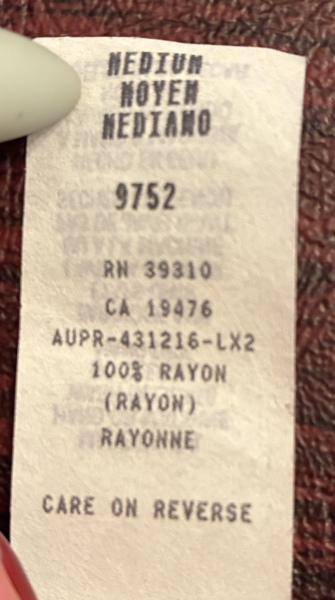 MEDIUM
MOYEN
MEDIANO
9752
RN 39310
CA 19476
AUPR-431216-LX2
100% RAYON
(RAYON)
RAYONNE
CARE ON REVERSE